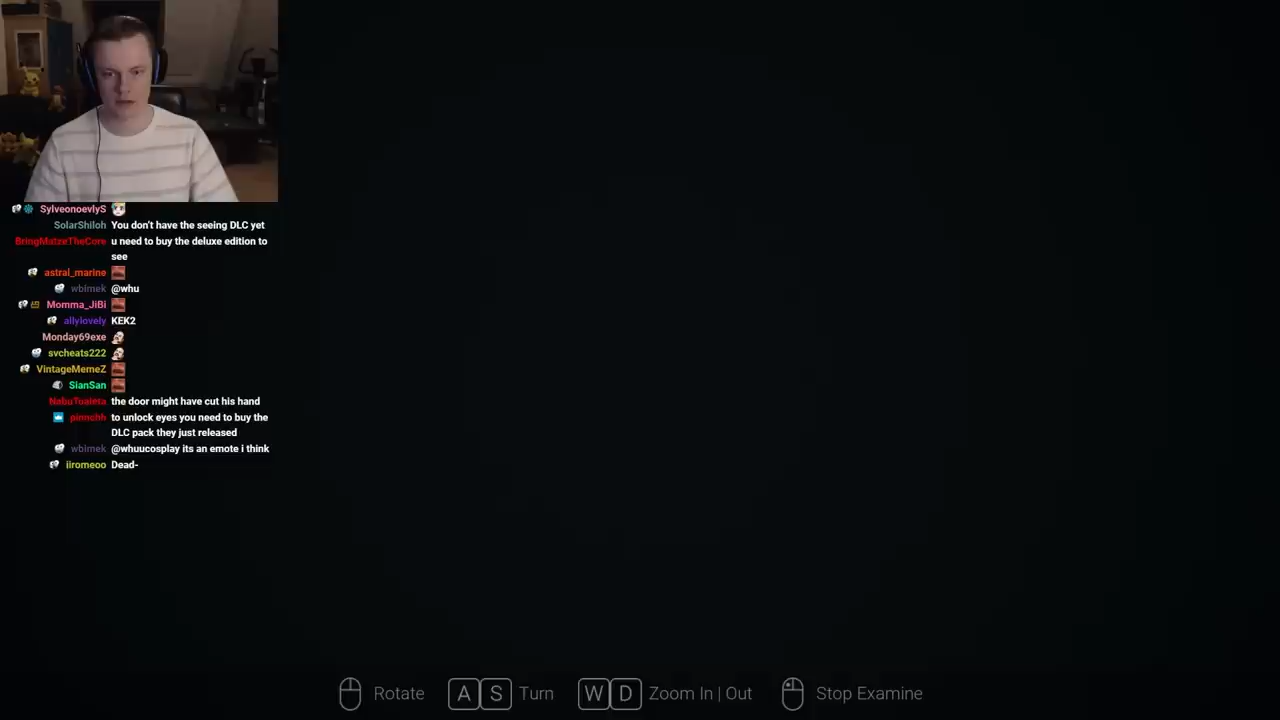 SylveonoevlyS
SolarShiloh You don't have the seeing DLC yet
BringMatzeTheCore u need to buy the deluxe edition to
see
astral_marine
wbimek @whu
Momma_JiBi
allylovely KEK2
Monday69exe
svcheats222
VintageMemeZ
SianSan
NabuTualeta the door might have cut his hand
pinnchh to unlock eyes you need to buy the
DLC pack they just released
wbimek @whuucosplay its an emote i think
iiromeoo Dead-
Rotate A S Turn W D Zoom In | Out Stop Examine